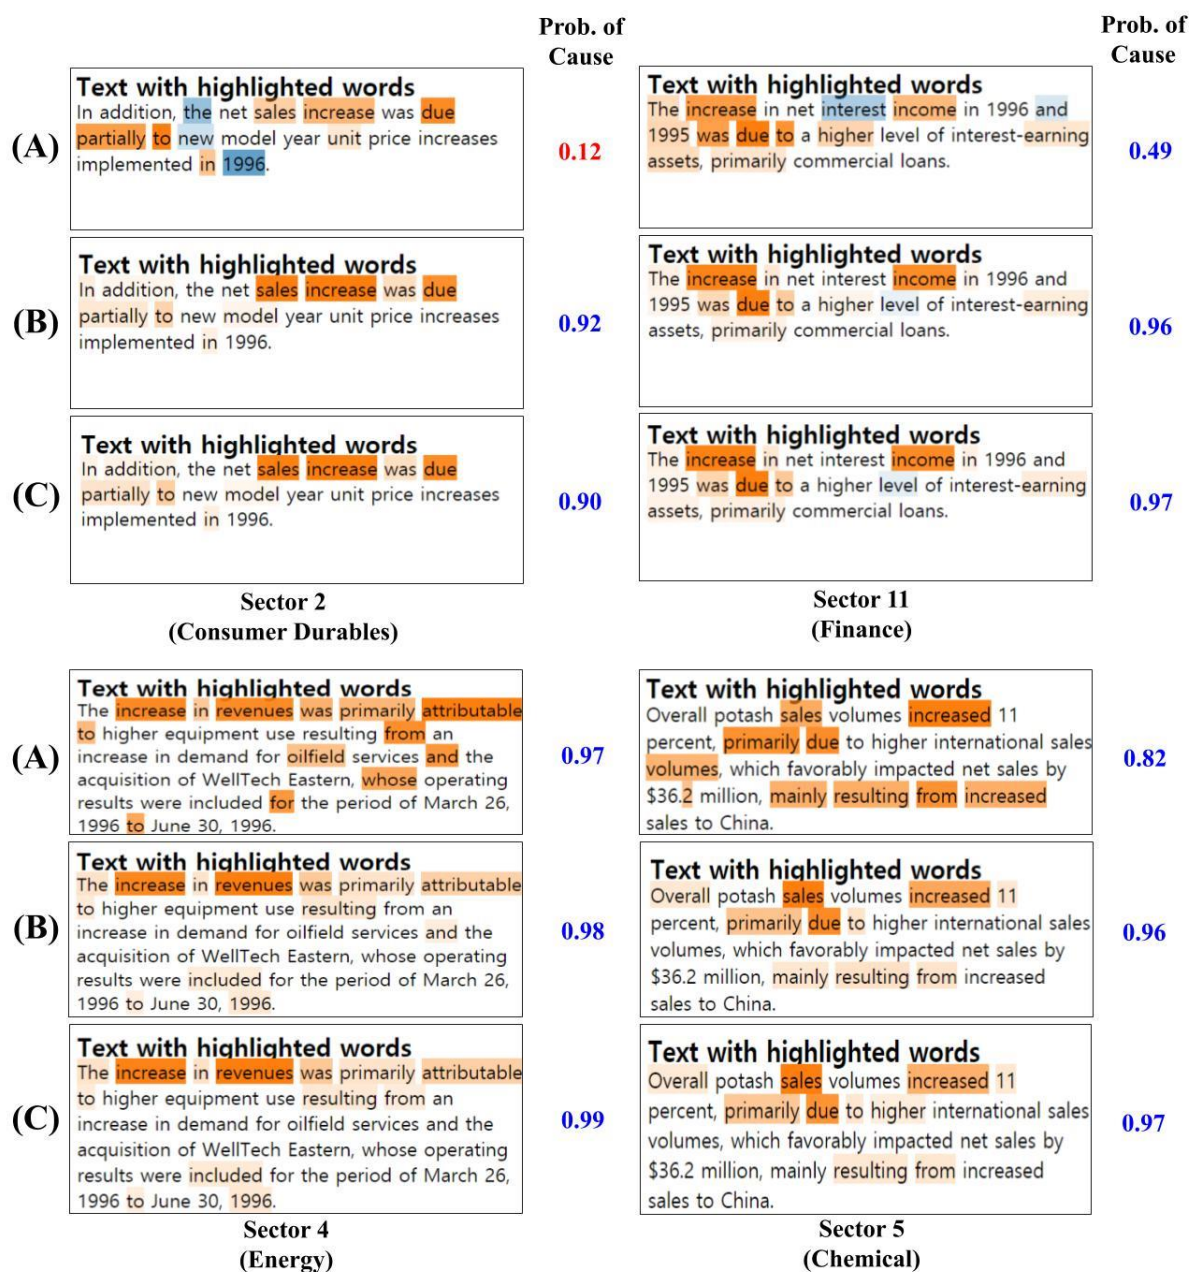 Prob. of
Cause
Prob. of
Cause
(A)
Text with highlighted words
In addition, the net sales increase was due
partially to new model year unit price increases
implemented in 1996.
0.12
Text with highlighted words
The increase in net interest income in 1996 and
1995 was due to a higher level of interest-earning
assets, primarily commercial loans.
0.49
(B)
Text with highlighted words
In addition, the net sales increase was due
partially to new model year unit price increases
implemented in 1996.
0.92
Text with highlighted words
The increase in net interest income in 1996 and
1995 was due to a higher level of interest-earning
assets, primarily commercial loans.
0.96
(C)
Text with highlighted words
In addition, the net sales increase was due
partially to new model year unit price increases
implemented in 1996.
0.90
Text with highlighted words
The increase in net interest income in 1996 and
1995 was due to a higher level of interest-earning
assets, primarily commercial loans.
0.97
Sector 2
(Consumer Durables)
Sector 11
(Finance)
(A)
Text with highlighted words
The increase in revenues was primarily attributable
to higher equipment use resulting from an
increase in demand for oilfield services and the
acquisition of WellTech Eastern, whose operating
results were included for the period of March 26,
1996 to June 30, 1996.
0.97
Text with highlighted words
Overall potash sales volumes increased 11
percent, primarily due to higher international sales
volumes, which favorably impacted net sales by
$36.2 million, mainly resulting from increased
sales to China.
0.82
(B)
Text with highlighted words
The increase in revenues was primarily attributable
to higher equipment use resulting from an
increase in demand for oilfield services and the
acquisition of WellTech Eastern, whose operating
results were included for the period of March 26,
1996 to June 30, 1996.
0.98
Text with highlighted words
Overall potash sales volumes increased 11
percent, primarily due to higher international sales
volumes, which favorably impacted net sales by
$36.2 million, mainly resulting from increased
sales to China.
0.96
(C)
Text with highlighted words
The increase in revenues was primarily attributable
to higher equipment use resulting from an
increase in demand for oilfield services and the
acquisition of WellTech Eastern, whose operating
results were included for the period of March 26,
1996 to June 30, 1996.
0.99
Text with highlighted words
Overall potash sales volumes increased 11
percent, primarily due to higher international sales
volumes, which favorably impacted net sales by
$36.2 million, mainly resulting from increased
sales to China.
0.97
Sector 4
(Energy)
Sector 5
(Chemical)